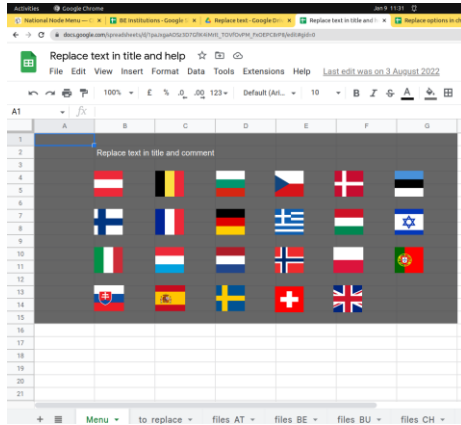 Activities Google Chrome Jan 9 11:31
National Node Menu — BE Institutions - Google Replace text - Google Dri Replace text in title and Replace options in ch
docs.google.com/spreadsheets/d/
Replace text in title and help
File Edit View Insert Format Data Tools Extensions Help Last edit was on 3 August 2022
100% £ % .0 .00 123 Default (Ari... 10 B I S A
A1 fx
A B C D E F G
1
2 Replace text in title and comment
3
4
5
6
7
8
9
10
11
12
13
14
15
16
17
18
19
20
21
+ Menu to replace files AT files BE files BU files CH